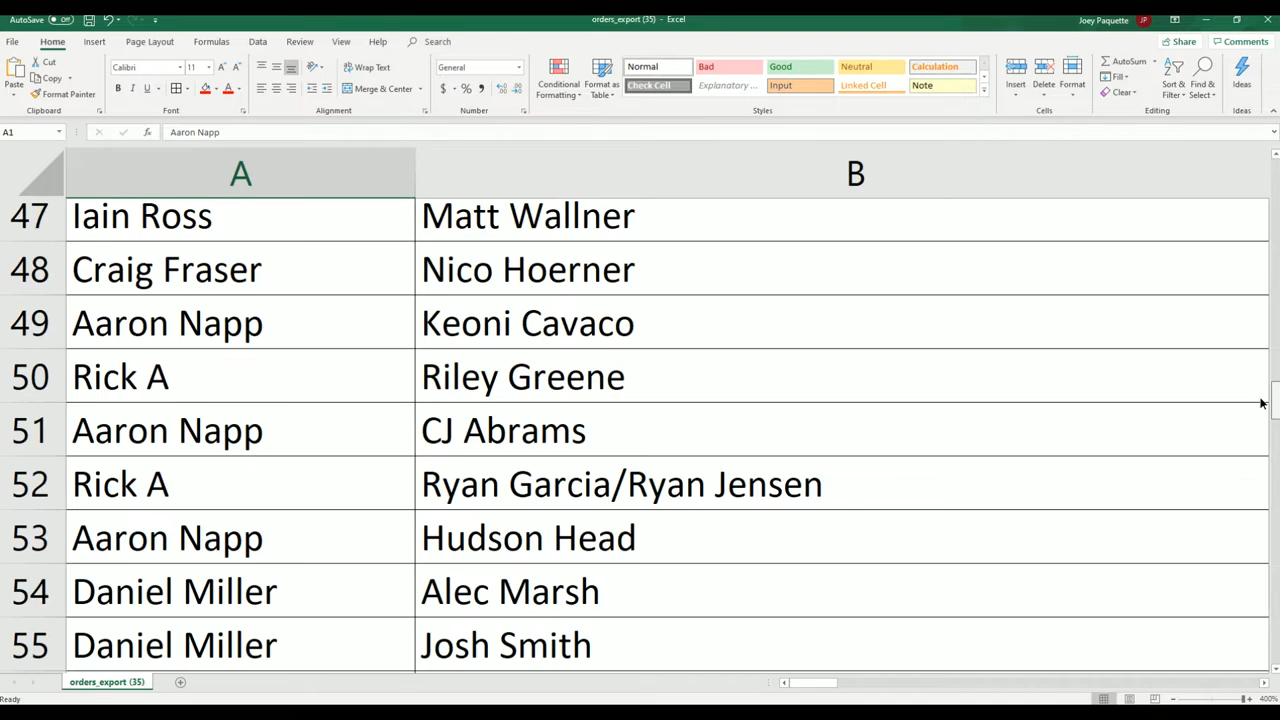 AutoSave Off orders_export (35) - Excel Joey Paquette JP
File Home Insert Page Layout Formulas Data Review View Help Search Share Comments
Paste Cut Copy Format Painter Clipboard
Calibri 11 A A B I U A Font
Wrap Text Merge & Center Alignment
General $ % , Number
Conditional Formatting Format as Table
Normal Bad Good Neutral Calculation
Check Cell Explanatory ... Input Linked Cell Note
Styles
Insert Delete Format Cells
AutoSum Fill Clear Sort & Filter Find & Select Editing
Ideas Ideas
A1 fx Aaron Napp
A B
47 Iain Ross Matt Wallner
48 Craig Fraser Nico Hoerner
49 Aaron Napp Keoni Cavaco
50 Rick A Riley Greene
51 Aaron Napp CJ Abrams
52 Rick A Ryan Garcia/Ryan Jensen
53 Aaron Napp Hudson Head
54 Daniel Miller Alec Marsh
55 Daniel Miller Josh Smith
orders_export (35)
Ready 400%